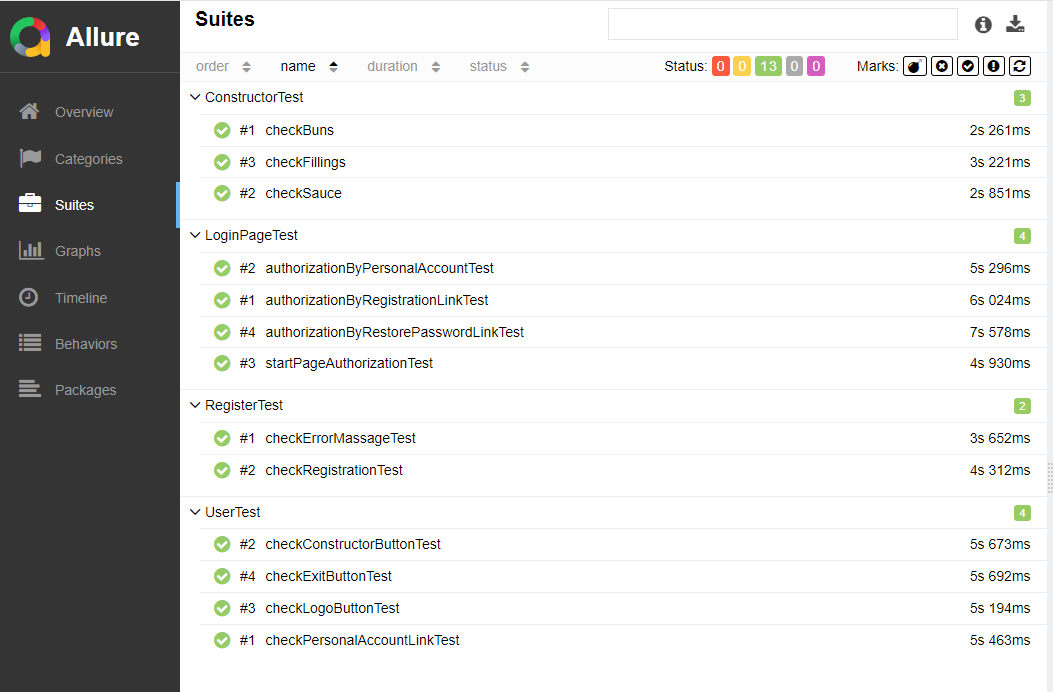 Allure
Overview
Categories
Suites
Graphs
Timeline
Behaviors
Packages
Suites
order name duration status Status: 0 0 13 0 0 Marks:
ConstructorTest 3
#1 checkBuns 2s 261ms
#3 checkFillings 3s 221ms
#2 checkSauce 2s 851ms
LoginPageTest 4
#2 authorizationByPersonalAccountTest 5s 296ms
#1 authorizationByRegistrationLinkTest 6s 024ms
#4 authorizationByRestorePasswordLinkTest 7s 578ms
#3 startPageAuthorizationTest 4s 930ms
RegisterTest 2
#1 checkErrorMassageTest 3s 652ms
#2 checkRegistrationTest 4s 312ms
UserTest 4
#2 checkConstructorButtonTest 5s 673ms
#4 checkExitButtonTest 5s 692ms
#3 checkLogoButtonTest 5s 194ms
#1 checkPersonalAccountLinkTest 5s 463ms